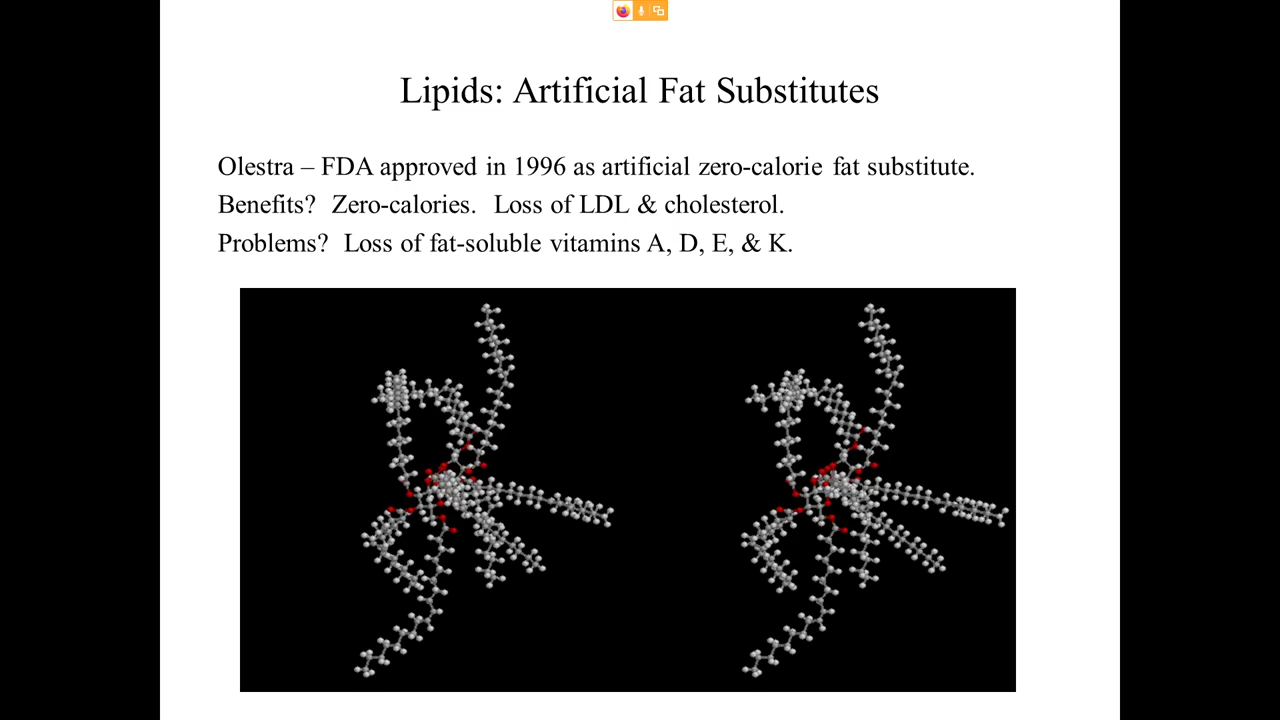 Lipids: Artificial Fat Substitutes
Olestra – FDA approved in 1996 as artificial zero-calorie fat substitute.
Benefits? Zero-calories. Loss of LDL & cholesterol.
Problems? Loss of fat-soluble vitamins A, D, E, & K.